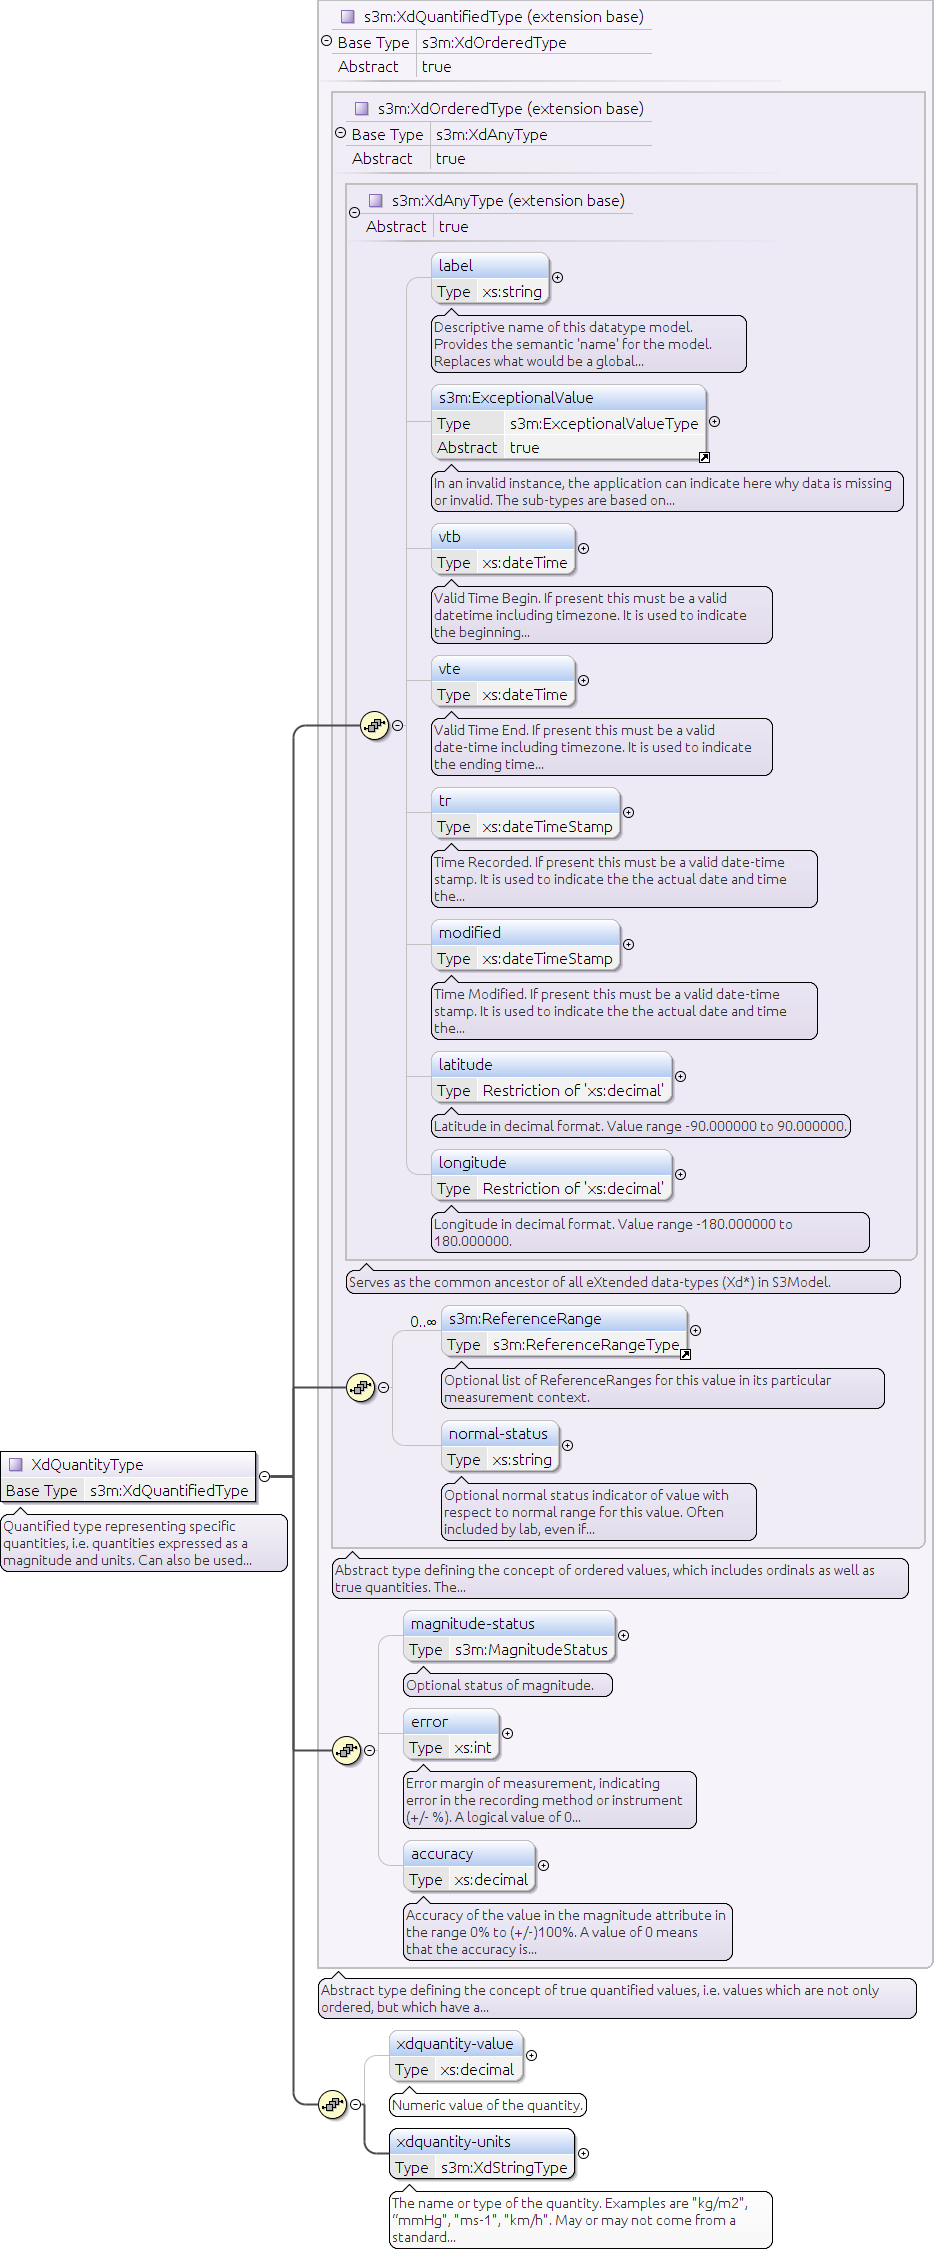 s3m:XdQuantifiedType (extension base)
Base Type s3m:XdOrderedType
Abstract true
s3m:XdOrderedType (extension base)
Base Type s3m:XdAnyType
Abstract true
s3m:XdAnyType (extension base)
Abstract true
label
Type xs:string
Descriptive name of this datatype model.
Provides the semantic 'name' for the model.
Replaces what would be a global...
s3m:ExceptionalValue
Type s3m:ExceptionalValueType
Abstract true
In an invalid instance, the application can indicate here why data is missing
or invalid. The sub-types are based on...
vtb
Type xs:dateTime
Valid Time Begin. If present this must be a valid
datetime including timezone. It is used to indicate
the beginning...
vte
Type xs:dateTime
Valid Time End. If present this must be a valid
date-time including timezone. It is used to indicate
the ending time...
tr
Type xs:dateTimeStamp
Time Recorded. If present this must be a valid date-time
stamp. It is used to indicate the the actual date and time
the...
modified
Type xs:dateTimeStamp
Time Modified. If present this must be a valid date-time
stamp. It is used to indicate the the actual date and time
the...
latitude
Type Restriction of 'xs:decimal'
Latitude in decimal format. Value range -90.000000 to 90.000000.
longitude
Type Restriction of 'xs:decimal'
Longitude in decimal format. Value range -180.000000 to
180.000000.
Serves as the common ancestor of all eXtended data-types (Xd*) in S3Model.
0..∞
s3m:ReferenceRange
Type s3m:ReferenceRangeType
Optional list of ReferenceRanges for this value in its particular
measurement context.
normal-status
Type xs:string
Optional normal status indicator of value with
respect to normal range for this value. Often
included by lab, even if...
XdQuantityType
Base Type s3m:XdQuantifiedType
Quantified type representing specific
quantities, i.e. quantities expressed as a
magnitude and units. Can also be used...
Abstract type defining the concept of ordered values, which includes ordinals as well as
true quantities. The...
magnitude-status
Type s3m:MagnitudeStatus
Optional status of magnitude.
error
Type xs:int
Error margin of measurement, indicating
error in the recording method or instrument
(+/- %). A logical value of 0...
accuracy
Type xs:decimal
Accuracy of the value in the magnitude attribute in
the range 0% to (+/-)100%. A value of 0 means
that the accuracy is...
Abstract type defining the concept of true quantified values, i.e. values which are not only
ordered, but which have a...
xdquantity-value
Type xs:decimal
Numeric value of the quantity.
xdquantity-units
Type s3m:XdStringType
The name or type of the quantity. Examples are "kg/m2",
“mmHg", "ms-1", "km/h". May or may not come from a
standard...